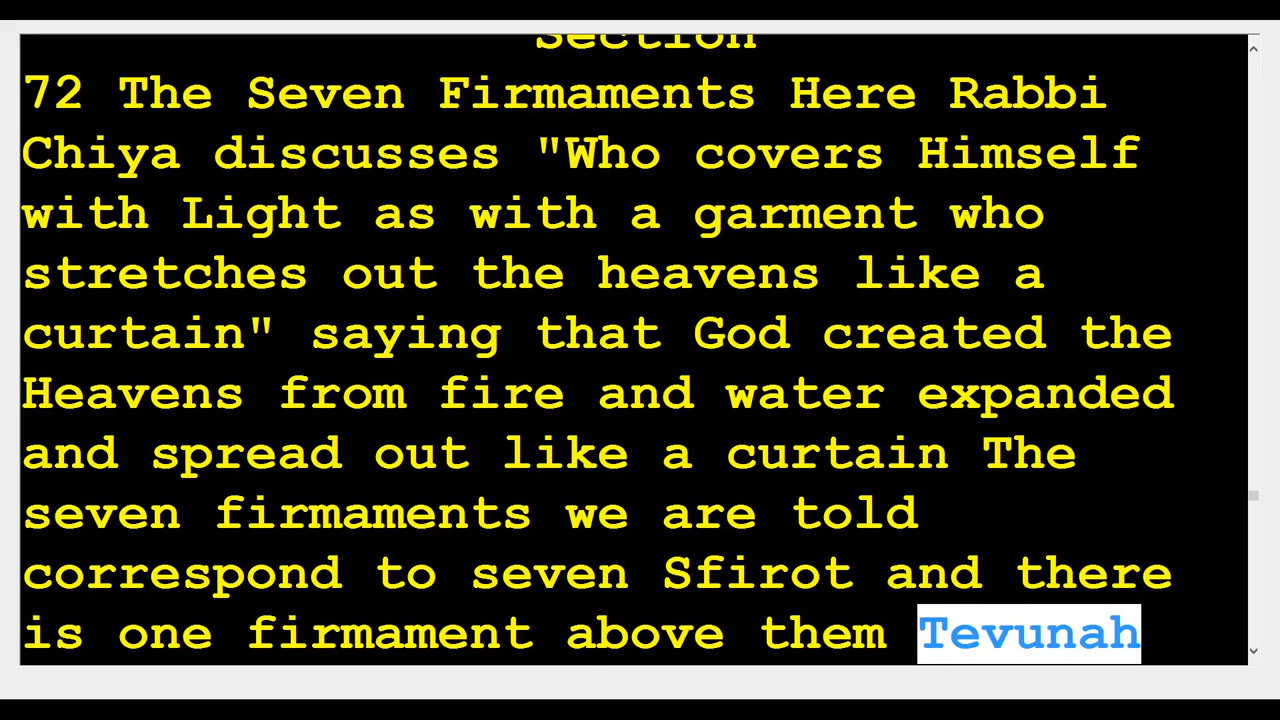 Section
72 The Seven Firmaments Here Rabbi
Chiya discusses "Who covers Himself
with Light as with a garment who
stretches out the heavens like a
curtain" saying that God created the
Heavens from fire and water expanded
and spread out like a curtain The
seven firmaments we are told
correspond to seven Sfirot and there
is one firmament above them Tevunah